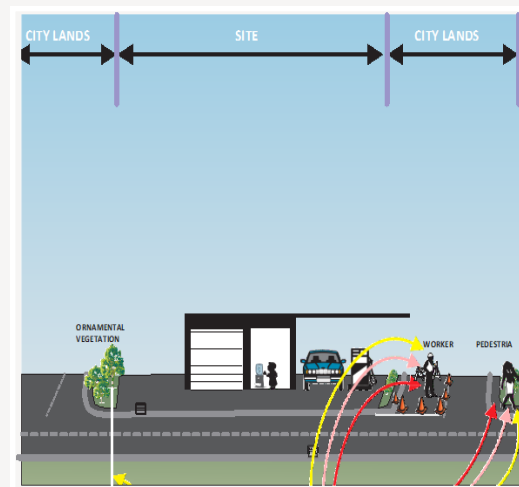 CITY LANDS
SITE
CITY LANDS
ORNAMENTAL
VEGETATION
WORKER
PEDESTRIA